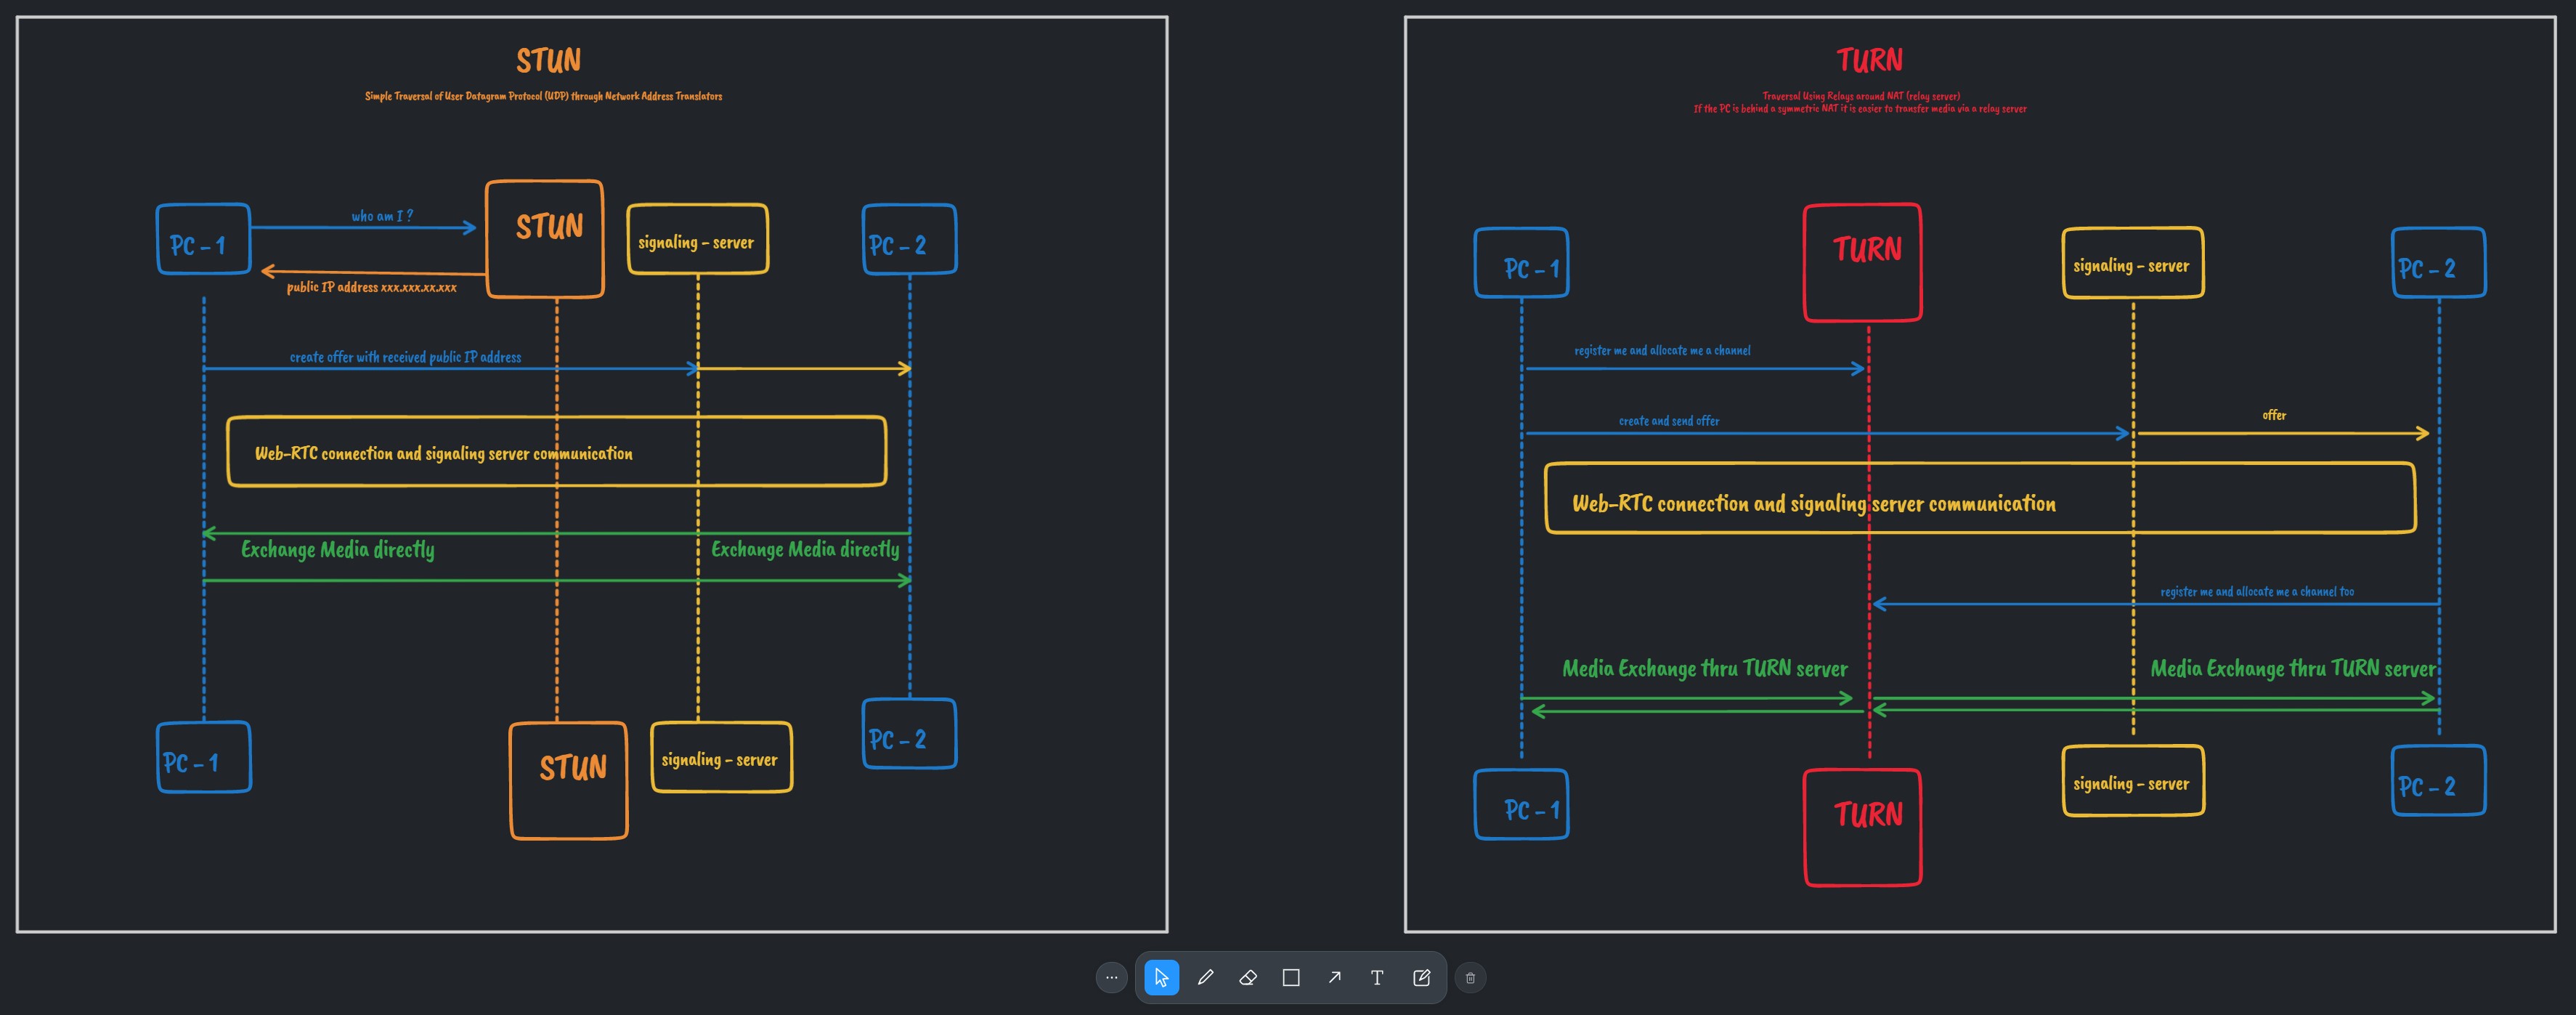 STUN
Simple Traversal of User Datagram Protocol (UDP) through Network Address Translators
PC - 1
who am I ?
public IP address xxx.xxx.xx.xxx
STUN
signaling - server
PC - 2
create offer with received public IP address
Web-RTC connection and signaling server communication
Exchange Media directly
Exchange Media directly
PC - 1
STUN
signaling - server
PC - 2
TURN
Traversal Using Relays around NAT (relay server)
If the PC is behind a symmetric NAT it is easier to transfer media via a relay server
PC - 1
TURN
signaling - server
PC - 2
register me and allocate me a channel
create and send offer
offer
Web-RTC connection and signaling server communication
register me and allocate me a channel too
Media Exchange thru TURN server
Media Exchange thru TURN server
PC - 1
TURN
signaling - server
PC - 2